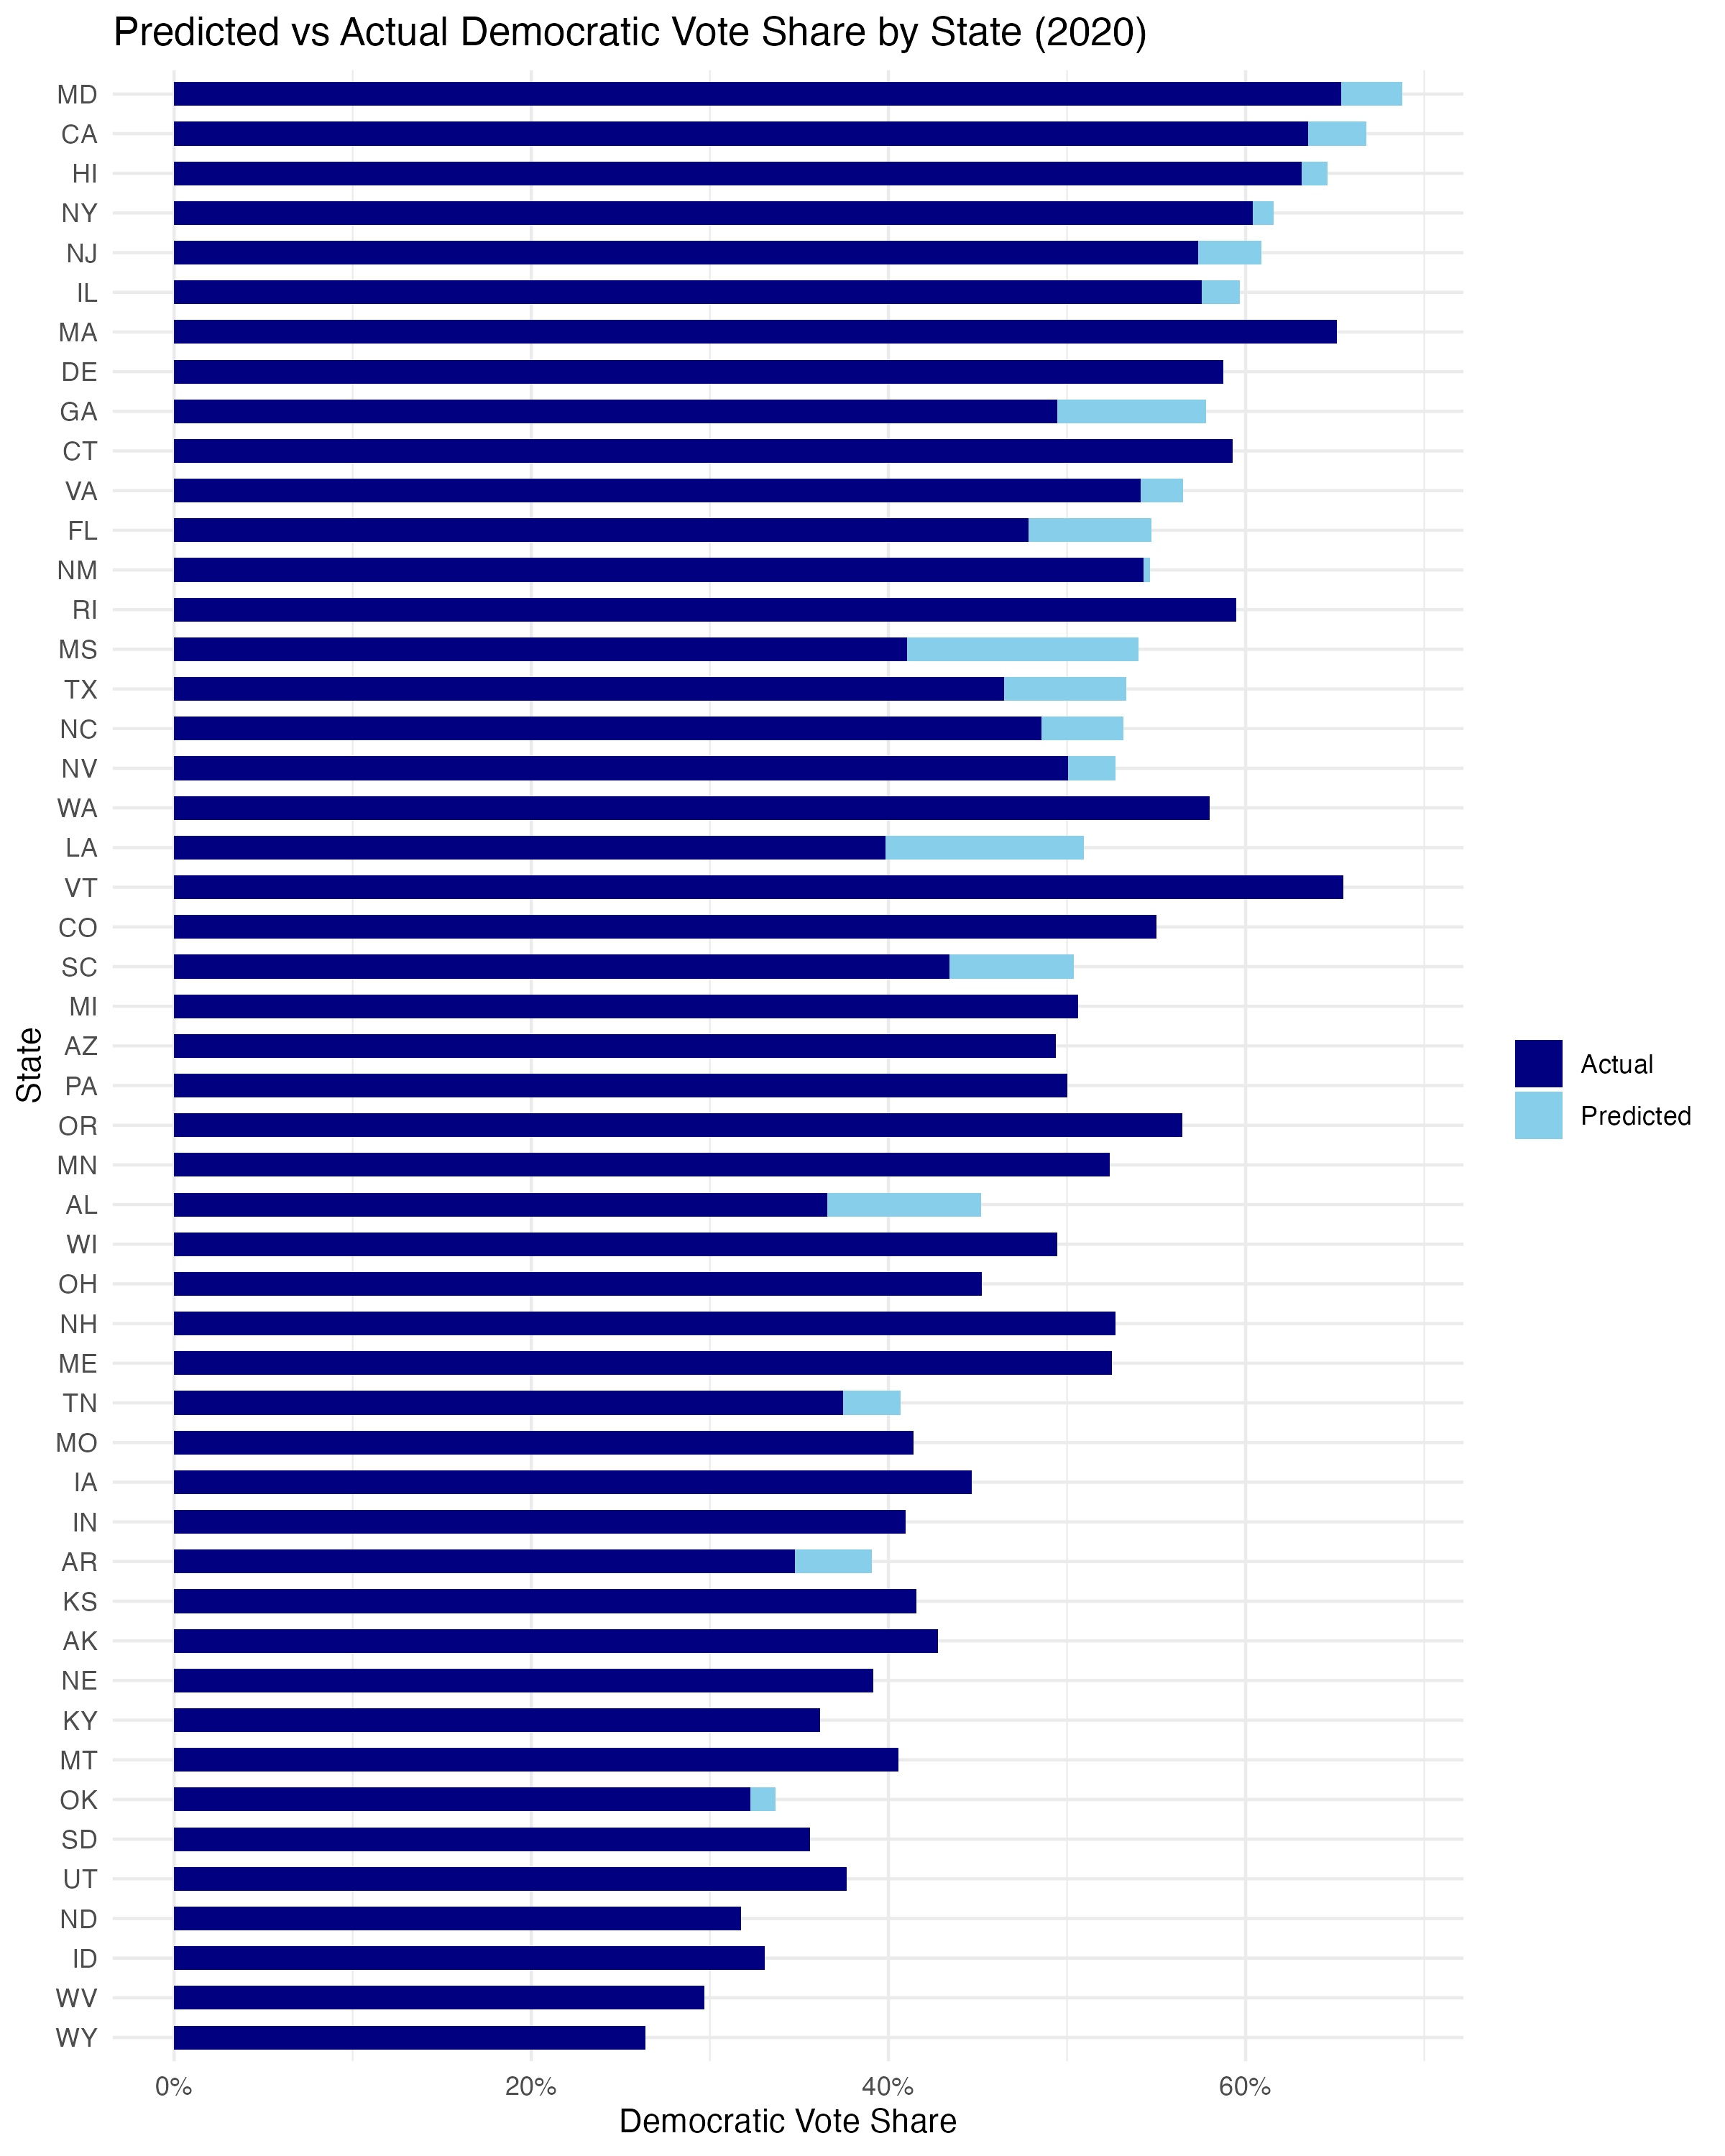 Predicted vs Actual Democratic Vote Share by State (2020)
MD
CA
HI
NY
NJ
IL
MA
DE
GA
CT
VA
FL
NM
RI
MS
TX
NC
NV
WA
LA
VT
CO
SC
MI
AZ
PA
OR
MN
AL
WI
OH
NH
ME
TN
MO
IA
IN
AR
KS
AK
NE
KY
MT
OK
SD
UT
ND
ID
WV
WY
State
0% 20% 40% 60%
Democratic Vote Share
Actual
Predicted